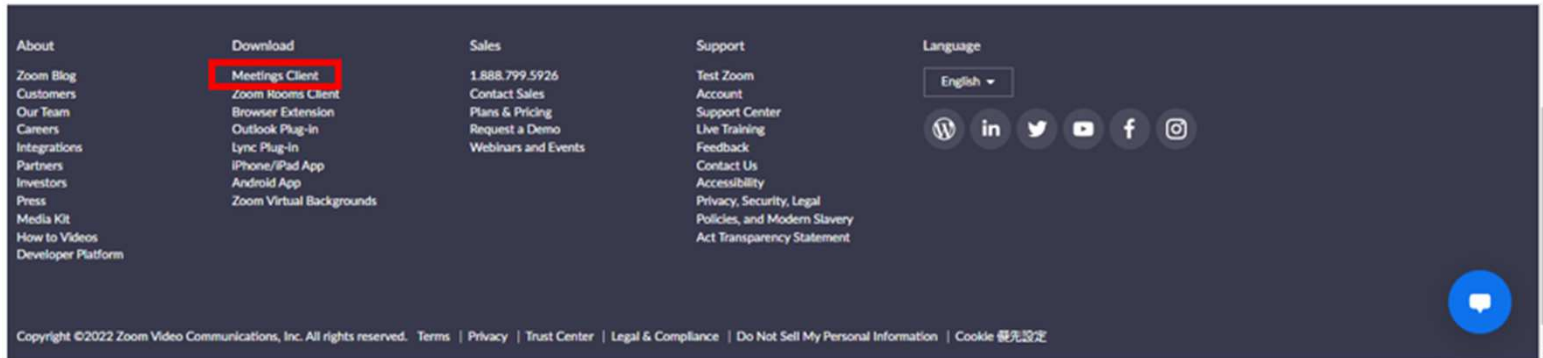 About
Zoom Blog
Customers
Our Team
Careers
Integrations
Partners
Investors
Press
Media Kit
How to Videos
Developer Platform
Download
Meetings Client
Zoom Rooms Client
Browser Extension
Outlook Plug-in
Lync Plug-in
iPhone/iPad App
Android App
Zoom Virtual Backgrounds
Sales
1.888.799.5926
Contact Sales
Plans & Pricing
Request a Demo
Webinars and Events
Support
Test Zoom
Account
Support Center
Live Training
Feedback
Contact Us
Accessibility
Privacy, Security, Legal
Policies, and Modern Slavery
Act Transparency Statement
Language
English
Copyright ©2022 Zoom Video Communications, Inc. All rights reserved. Terms | Privacy | Trust Center | Legal & Compliance | Do Not Sell My Personal Information | Cookie 優先設定